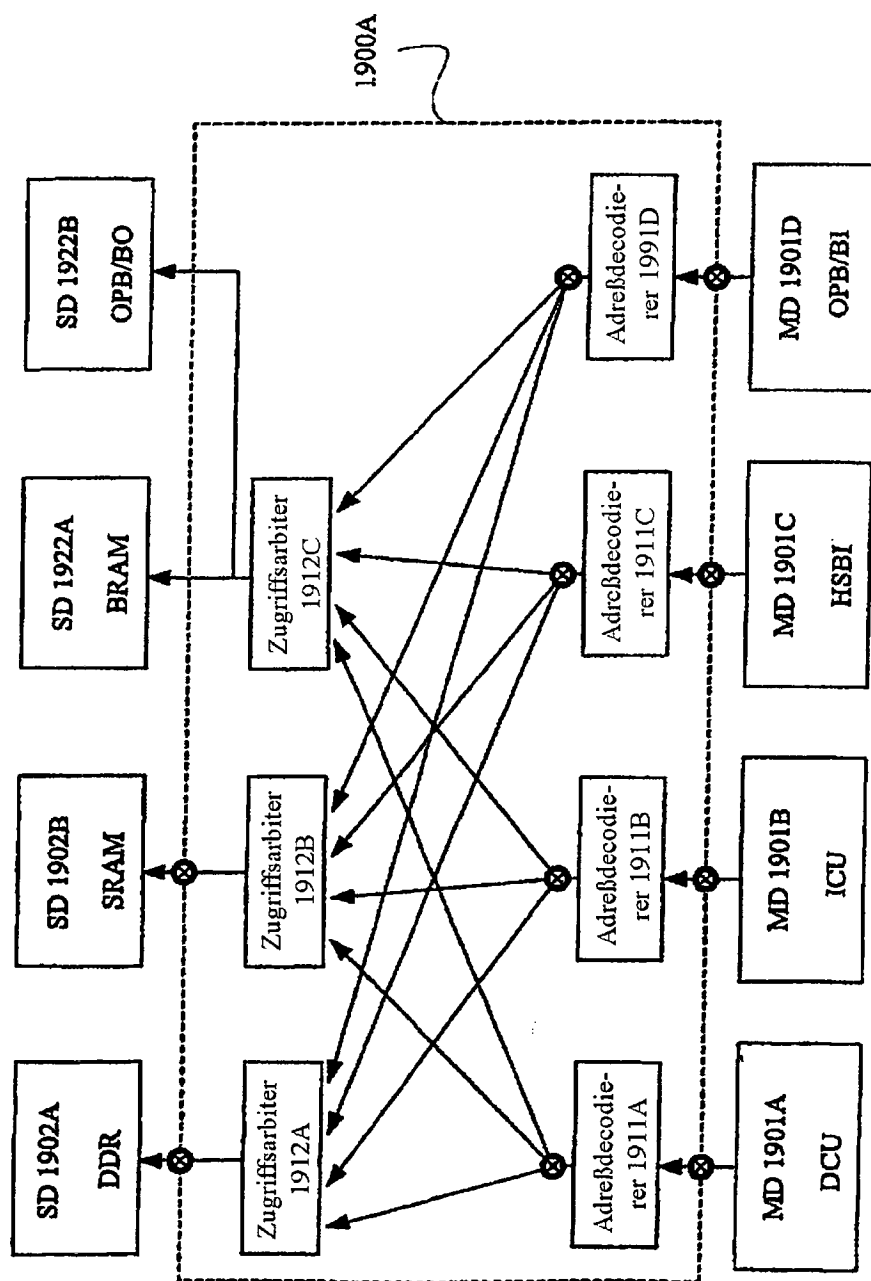 1900A
SD 1902A
DDR
SD 1902B
SRAM
SD 1922A
BRAM
SD 1922B
OPB/BO
Zugriffsarbiter
1912A
Zugriffsarbiter
1912B
Zugriffsarbiter
1912C
Adreßdecodie-
rer 1911A
Adreßdecodie-
rer 1911B
Adreßdecodie-
rer 1911C
Adreßdecodie-
rer 1991D
MD 1901A
DCU
MD 1901B
ICU
MD 1901C
HSBI
MD 1901D
OPB/BI